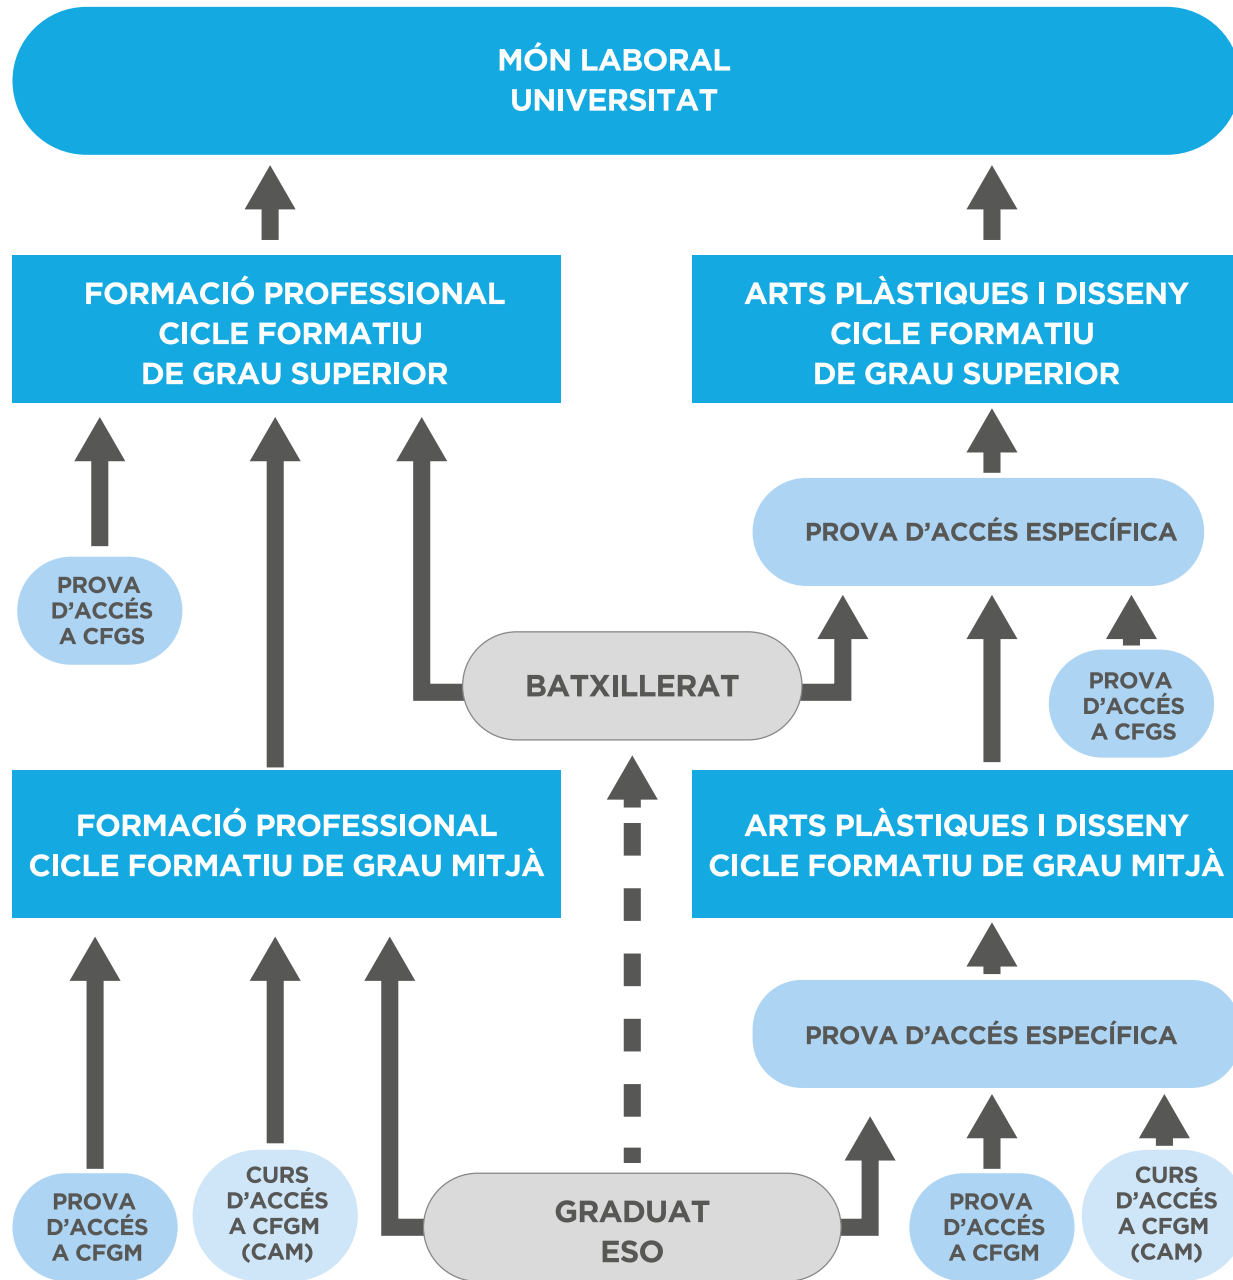 MÓN LABORAL
UNIVERSITAT
FORMACIÓ PROFESSIONAL
CICLE FORMATIU
DE GRAU SUPERIOR
ARTS PLÀSTIQUES I DISSENY
CICLE FORMATIU
DE GRAU SUPERIOR
PROVA D’ACCÉS ESPECÍFICA
PROVA
D’ACCÉS
A CFGS
BATXILLERAT
PROVA
D’ACCÉS
A CFGS
FORMACIÓ PROFESSIONAL
CICLE FORMATIU DE GRAU MITJÀ
ARTS PLÀSTIQUES I DISSENY
CICLE FORMATIU DE GRAU MITJÀ
PROVA D’ACCÉS ESPECÍFICA
PROVA
D’ACCÉS
A CFGM
CURS
D’ACCÉS
A CFGM
(CAM)
GRADUAT
ESO
PROVA
D’ACCÉS
A CFGM
CURS
D’ACCÉS
A CFGM
(CAM)